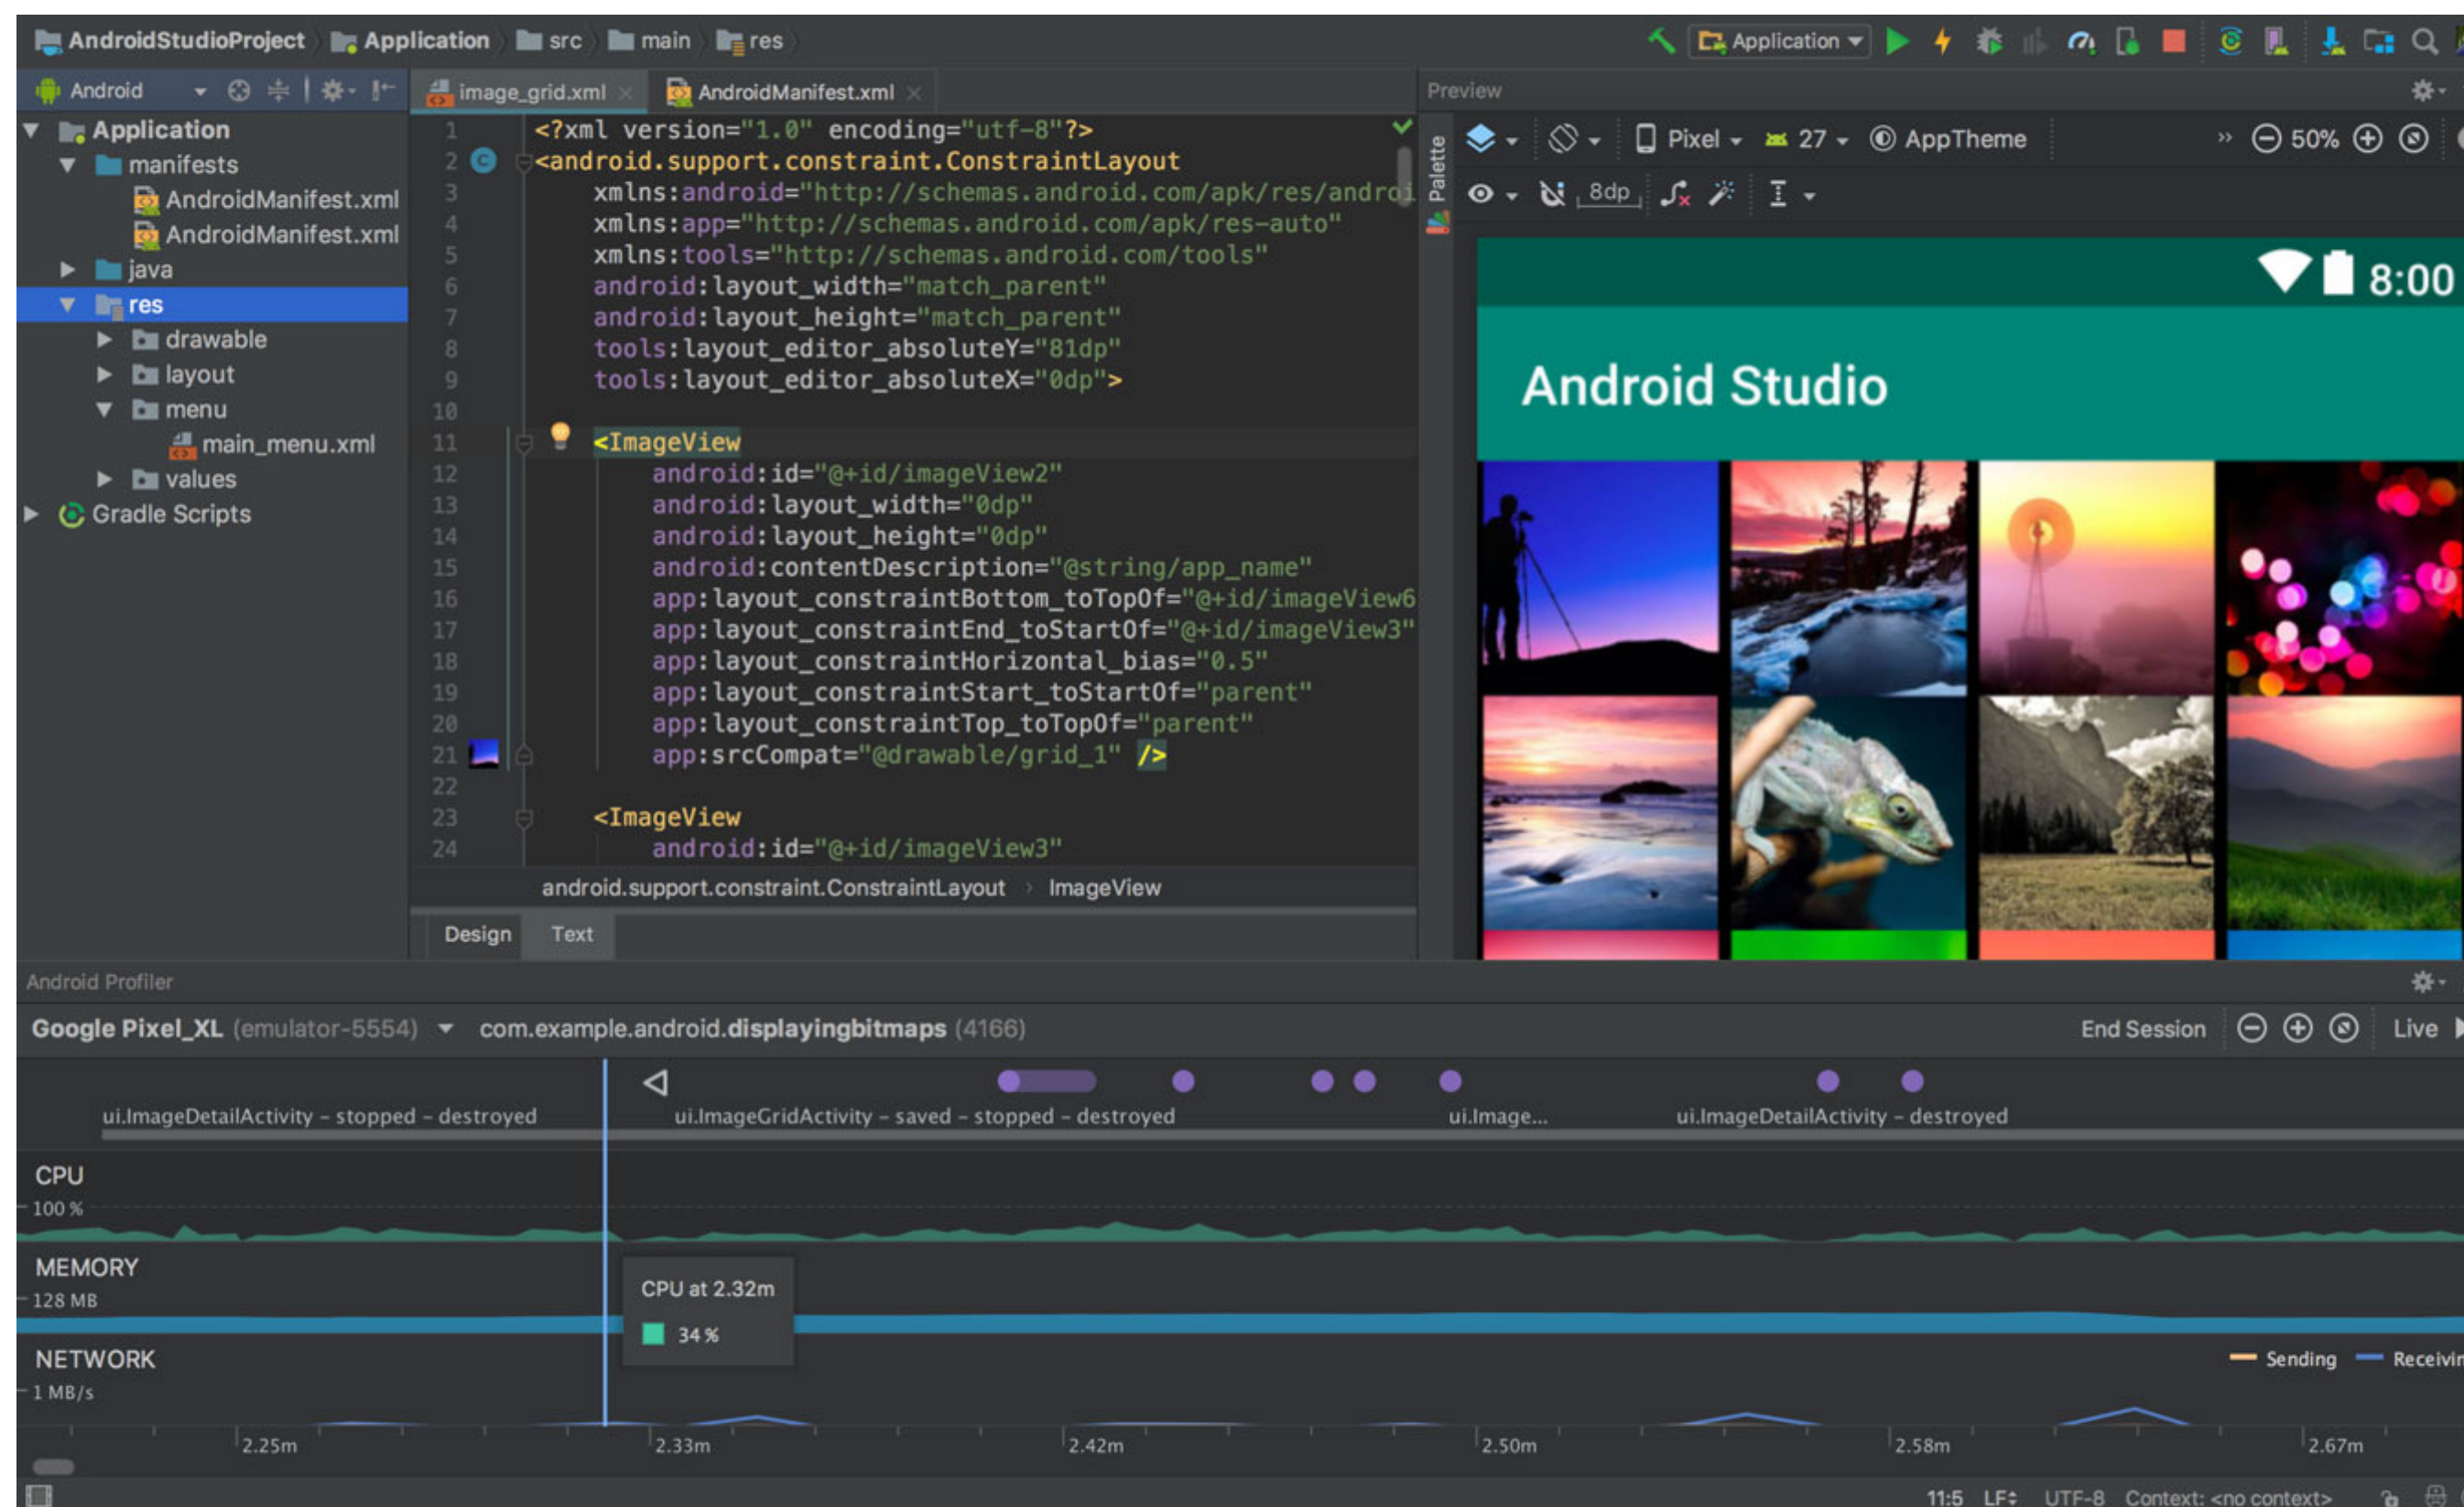 AndroidStudioProject Application src main res
Application
Android
image_grid.xml AndroidManifest.xml
Preview
Application
manifests
AndroidManifest.xml
AndroidManifest.xml
java
res
drawable
layout
menu
main_menu.xml
values
Gradle Scripts
1 <?xml version="1.0" encoding="utf-8"?>
2 <android.support.constraint.ConstraintLayout
3 xmlns:android="http://schemas.android.com/apk/res/androi
4 xmlns:app="http://schemas.android.com/apk/res-auto"
5 xmlns:tools="http://schemas.android.com/tools"
6 android:layout_width="match_parent"
7 android:layout_height="match_parent"
8 tools:layout_editor_absoluteY="81dp"
9 tools:layout_editor_absoluteX="0dp">
10
11 <ImageView
12 android:id="@+id/imageView2"
13 android:layout_width="0dp"
14 android:layout_height="0dp"
15 android:contentDescription="@string/app_name"
16 app:layout_constraintBottom_toTopOf="@+id/imageView6
17 app:layout_constraintEnd_toStartOf="@+id/imageView3"
18 app:layout_constraintHorizontal_bias="0.5"
19 app:layout_constraintStart_toStartOf="parent"
20 app:layout_constraintTop_toTopOf="parent"
21 app:srcCompat="@drawable/grid_1" />
22
23 <ImageView
24 android:id="@+id/imageView3"
android.support.constraint.ConstraintLayout › ImageView
Design Text
Palette
Pixel 27 AppTheme » 50%
8dp
8:00
Android Studio
Android Profiler
Google Pixel_XL (emulator-5554) com.example.android.displayingbitmaps (4166)
End Session Live
ui.ImageDetailActivity – stopped – destroyed ui.ImageGridActivity – saved – stopped – destroyed ui.Image... ui.ImageDetailActivity – destroyed
CPU
100 %
MEMORY
128 MB
CPU at 2.32m
34 %
NETWORK
1 MB/s
Sending Receivin
2.25m 2.33m 2.42m 2.50m 2.58m 2.67m
11:5 LF UTF-8 Context: <no context>